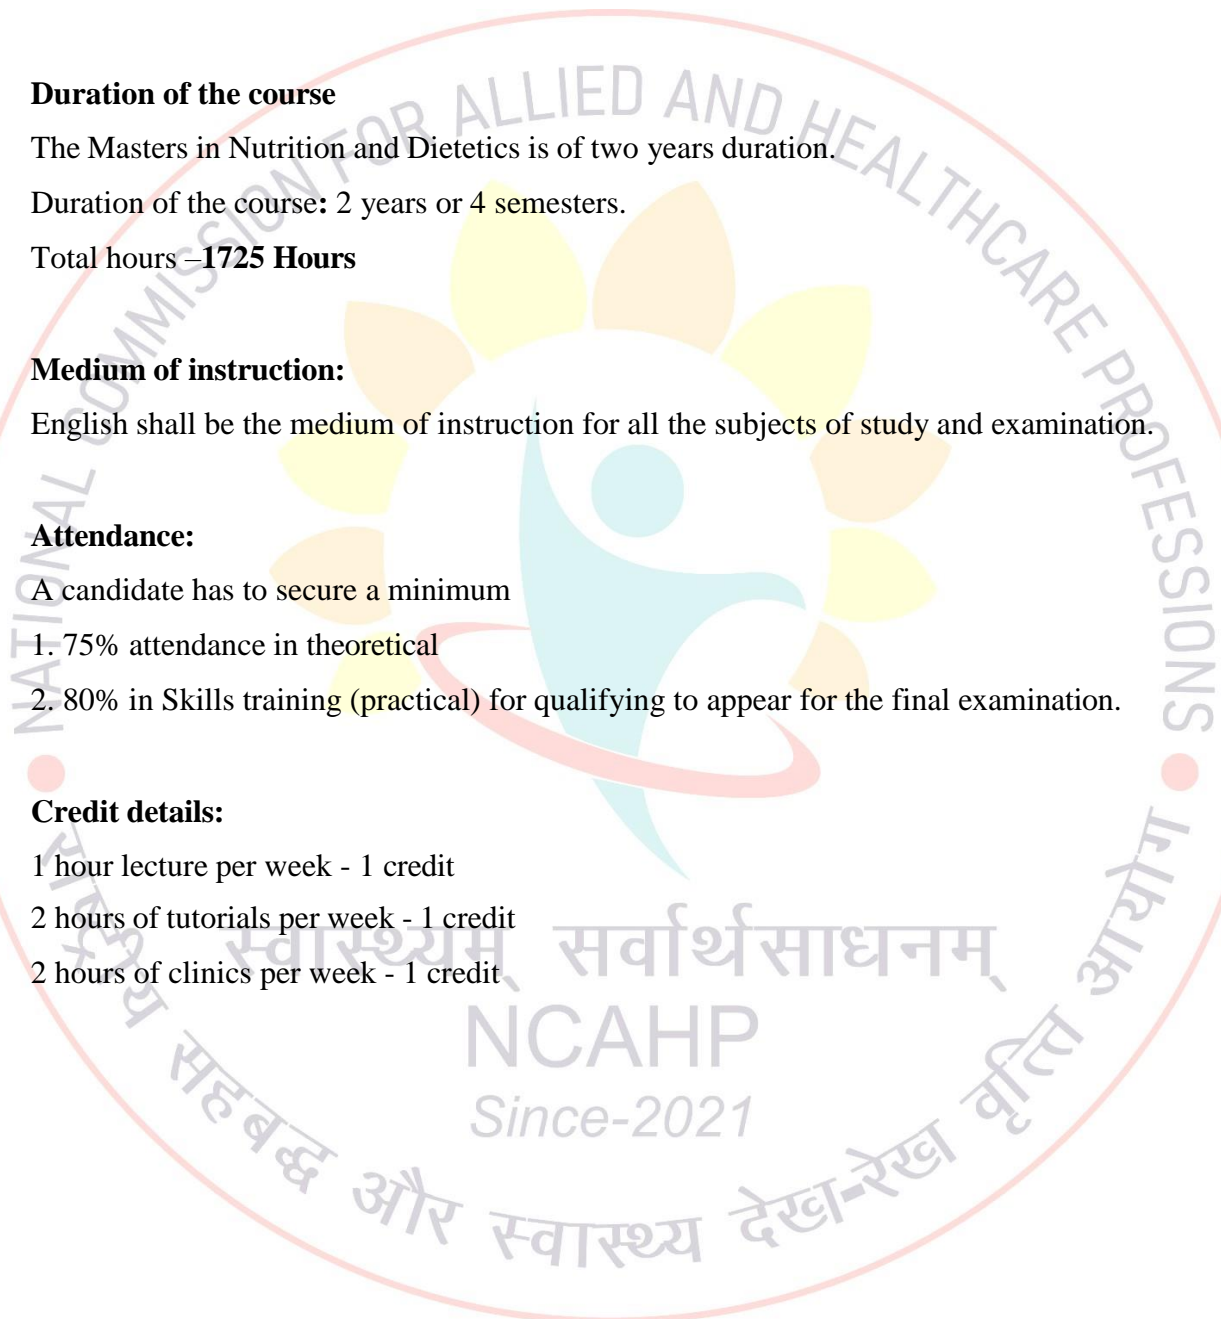 Duration of the course
The Masters in Nutrition and Dietetics is of two years duration.
Duration of the course: 2 years or 4 semesters.
Total hours –1725 Hours
Medium of instruction:
English shall be the medium of instruction for all the subjects of study and examination.
Attendance:
A candidate has to secure a minimum
1. 75% attendance in theoretical
2. 80% in Skills training (practical) for qualifying to appear for the final examination.
Credit details:
1 hour lecture per week - 1 credit
2 hours of tutorials per week - 1 credit
2 hours of clinics per week - 1 credit
NATIONAL COMMISSION FOR ALLIED AND HEALTHCARE PROFESSIONS
स्वास्थ्यम् सर्वार्थसाधनम्
NCAHP
Since-2021
राष्ट्रीय सहबद्ध और स्वास्थ्य देख-रेख वृत्ति आयोग